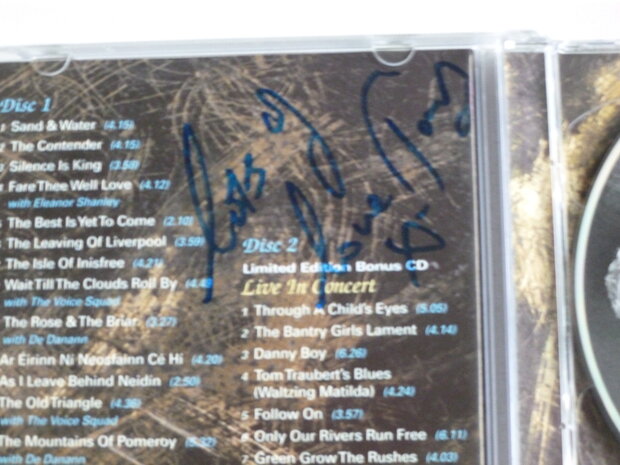 Disc 1
Sand & Water (4.15)
The Contender (4.15)
3 Silence Is King (3.58)
Fare Thee Well Love (4.12)
with Eleanor Shanley
The Best Is Yet To Come (2.10)
The Leaving Of Liverpool (3.59)
The Isle Of Inisfree (4.21)
Wait Till The Clouds Roll By
with The Voice Squad
The Rose & The Briar (3.27)
with De Danann
Ar Éirinn Ní Neosfainn Cé Hí (4.20)
As I Leave Behind Neidín (2.50)
The Old Triangle (4.36)
with The Voice Squad
The Mountains Of Pomeroy (5.32)
with De Danann
Lots of
Love
Disc 2
Limited Edition Bonus CD
Live In Concert
1 Through A Child's Eyes (5.05)
2 The Bantry Girls Lament (4.14)
3 Danny Boy (6.26)
4 Tom Traubert's Blues
(Waltzing Matilda) (4.24)
5 Follow On (3.57)
6 Only Our Rivers Run Free (6.11)
7 Green Grow The Rushes (4.03)